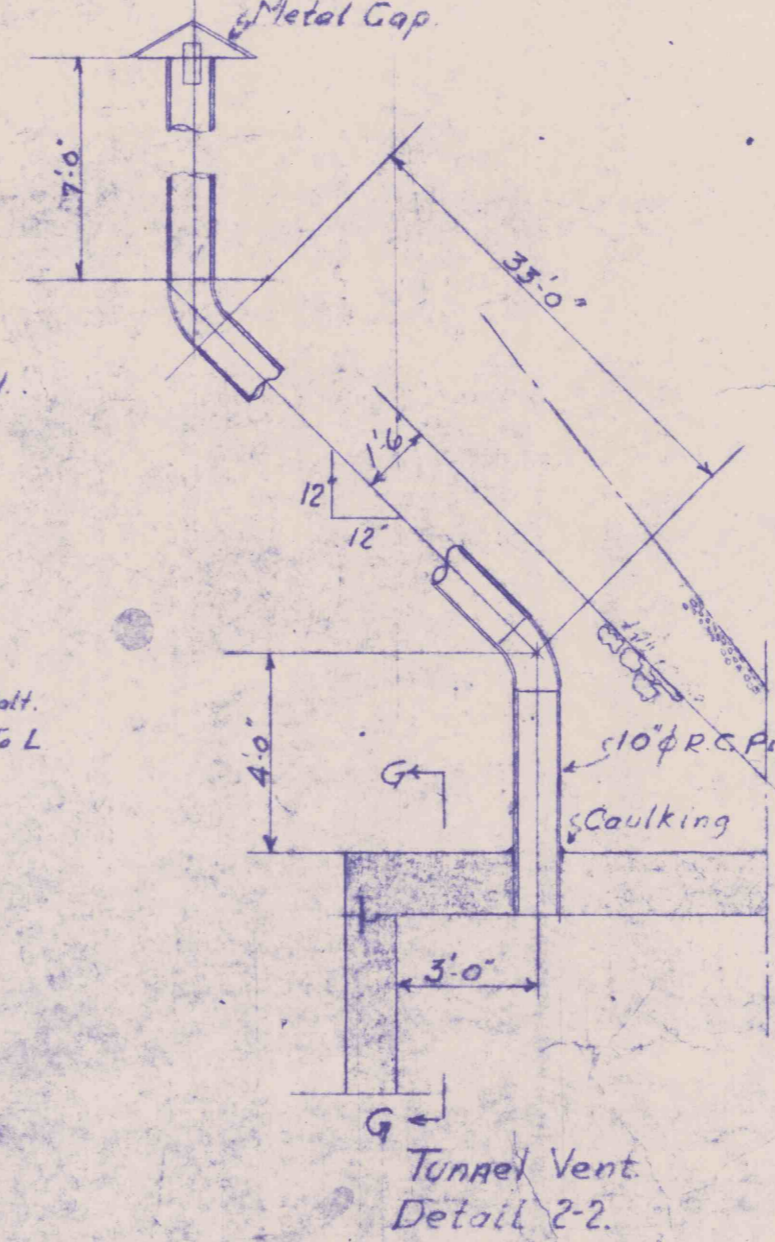 Metal Cap.
7'-0"
33'-0"
1'-6"
12"
12"
4'-0"
To L
G
10"φ R.C.
Caulking
3'-0"
G
Tunnel Vent
Detail 2-2.